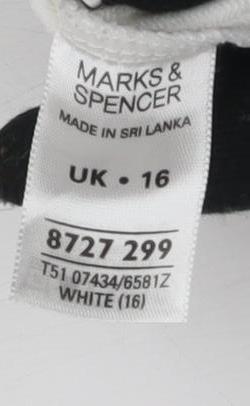 MARKS &
SPENCER
MADE IN SRI LANKA
UK • 16
8727 299
T51 07434/6581Z
WHITE (16)